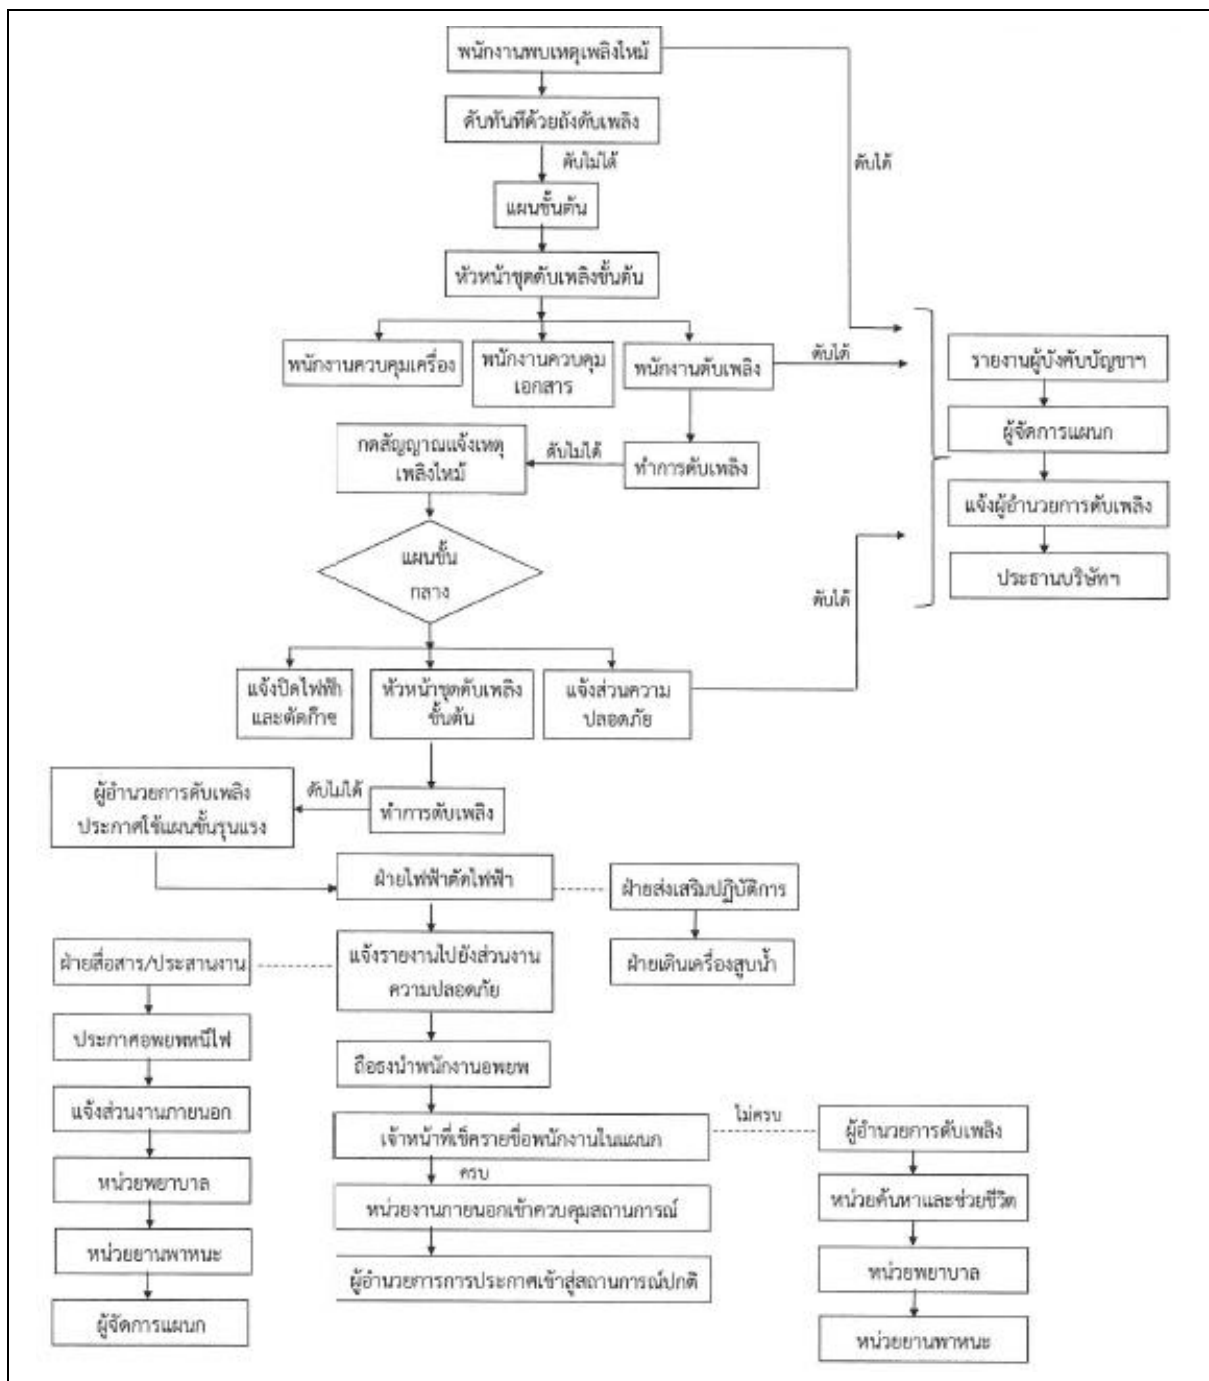 พนักงานพบเหตุเพลิงไหม้
ดับทันทีด้วยถังดับเพลิง
ดับไม่ได้
ดับได้
แผนขั้นต้น
หัวหน้าชุดดับเพลิงขั้นต้น
พนักงานควบคุมเครื่อง
พนักงานควบคุม
เอกสาร
พนักงานดับเพลิง
ดับได้
รายงานผู้บังคับบัญชาฯ
ผู้จัดการแผนก
แจ้งผู้อำนวยการดับเพลิง
ประธานบริษัทฯ
กดสัญญาณแจ้งเหตุ
เพลิงไหม้
ดับไม่ได้
ทำการดับเพลิง
แผนขั้น
กลาง
ดับได้
แจ้งปิดไฟฟ้า
และตัดก๊าซ
หัวหน้าชุดดับเพลิง
ขั้นต้น
แจ้งส่วนความ
ปลอดภัย
ผู้อำนวยการดับเพลิง
ประกาศใช้แผนขั้นรุนแรง
ดับไม่ได้
ทำการดับเพลิง
ฝ่ายไฟฟ้าตัดไฟฟ้า
ฝ่ายส่งเสริมปฏิบัติการ
ฝ่ายเดินเครื่องสูบน้ำ
ฝ่ายสื่อสาร/ประสานงาน
แจ้งรายงานไปยังส่วนงาน
ความปลอดภัย
ประกาศอพยพหนีไฟ
แจ้งส่วนงานภายนอก
หน่วยพยาบาล
หน่วยยานพาหนะ
ผู้จัดการแผนก
ถือธงนำพนักงานอพยพ
เจ้าหน้าที่เช็ครายชื่อพนักงานในแผนก
ไม่ครบ
ครบ
หน่วยงานภายนอกเข้าควบคุมสถานการณ์
ผู้อำนวยการการประกาศเข้าสู่สถานการณ์ปกติ
ผู้อำนวยการดับเพลิง
หน่วยค้นหาและช่วยชีวิต
หน่วยพยาบาล
หน่วยยานพาหนะ